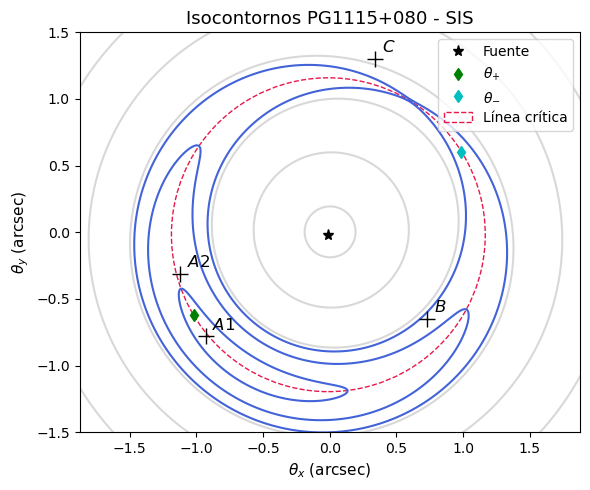 Isocontornos PG1115+080 - SIS
Fuente
θ+
θ−
Línea crítica
C
A2
A1
B
1.5
1.0
0.5
0.0
−0.5
−1.0
−1.5
θy (arcsec)
−1.5 −1.0 −0.5 0.0 0.5 1.0 1.5
θx (arcsec)